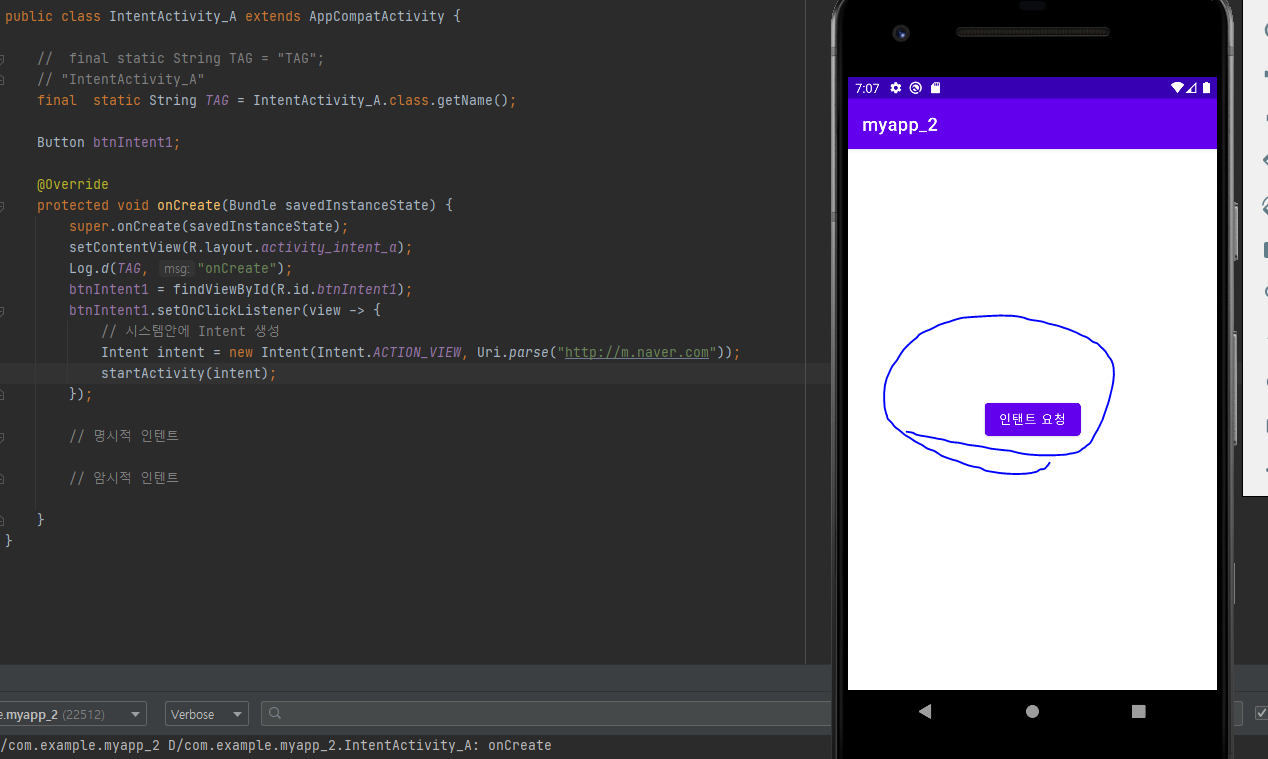 public class IntentActivity_A extends AppCompatActivity {
//  final static String TAG = "TAG";
// "IntentActivity_A"
final  static String TAG = IntentActivity_A.class.getName();
Button btnIntent1;
@Override
protected void onCreate(Bundle savedInstanceState) {
super.onCreate(savedInstanceState);
setContentView(R.layout.activity_intent_a);
Log.d(TAG, msg: "onCreate");
btnIntent1 = findViewById(R.id.btnIntent1);
btnIntent1.setOnClickListener(view -> {
// 시스템안에 Intent 생성
Intent intent = new Intent(Intent.ACTION_VIEW, Uri.parse("http://m.naver.com"));
startActivity(intent);
});
// 명시적 인텐트
// 암시적 인텐트
}
}
7:07
myapp_2
인탠트 요청
e.myapp_2 (22512)
Verbose
/com.example.myapp_2 D/com.example.myapp_2.IntentActivity_A: onCreate